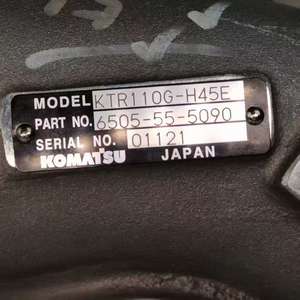 MODEL KTR110G-H45E
PART NO. 6505-55-5090
SERIAL NO. 01121
KOMATSU JAPAN